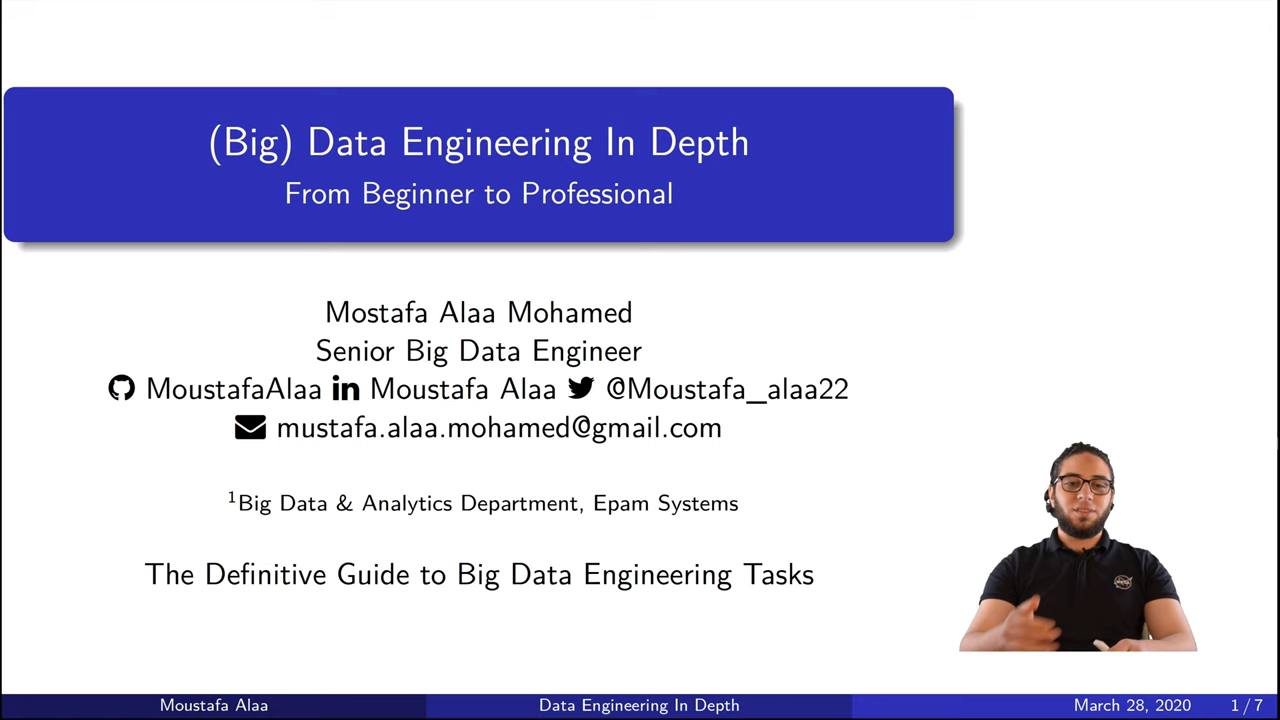 (Big) Data Engineering In Depth
From Beginner to Professional
Mostafa Alaa Mohamed
Senior Big Data Engineer
MoustafaAlaa in Moustafa Alaa @Moustafa_alaa22
mustafa.alaa.mohamed@gmail.com
1Big Data & Analytics Department, Epam Systems
The Definitive Guide to Big Data Engineering Tasks
Moustafa Alaa Data Engineering In Depth March 28, 2020 1 / 7